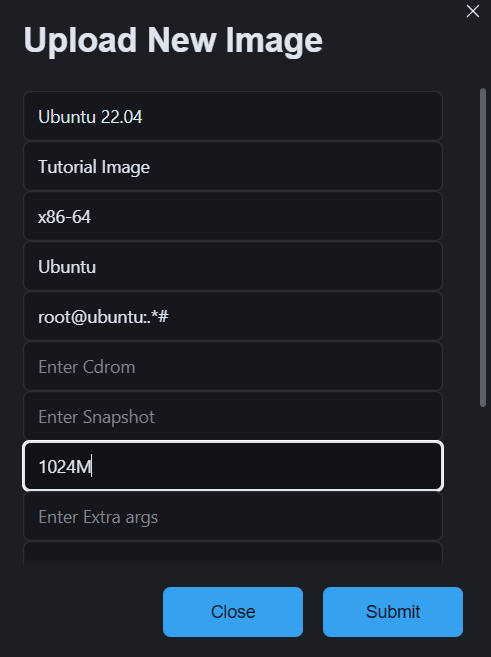 Upload New Image
Ubuntu 22.04
Tutorial Image
x86-64
Ubuntu
root@ubuntu:.*#
Enter Cdrom
Enter Snapshot
1024M
Enter Extra args
Close
Submit